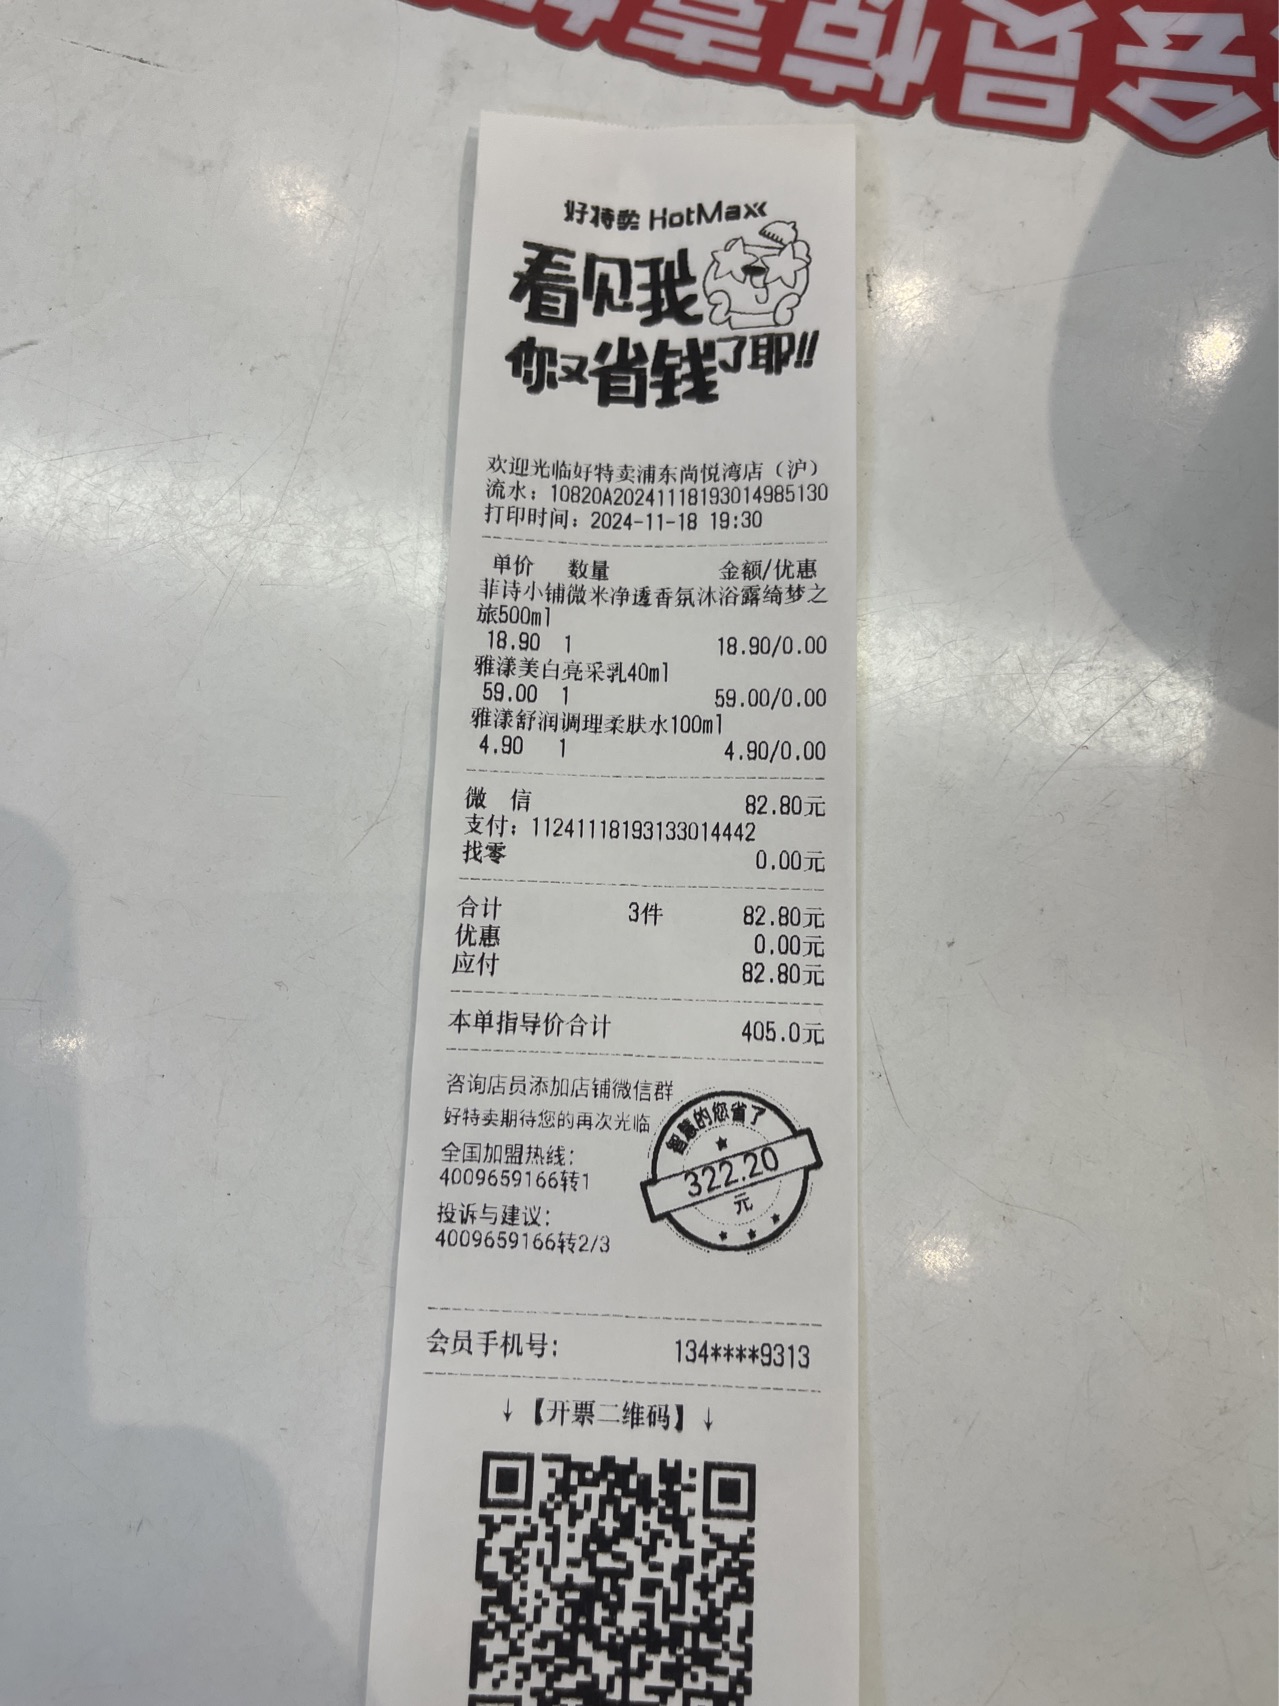 会员惊喜
好特卖 HotMaxx
看见我
你又省钱了耶!!
欢迎光临好特卖浦东尚悦湾店（沪）
流水：10820A20241118193014985130
打印时间：2024-11-18 19:30
单价 数量 金额/优惠
菲诗小铺微米净透香氛沐浴露绮梦之
旅500ml
18.90 1 18.90/0.00
雅漾美白亮采乳40ml
59.00 1 59.00/0.00
雅漾舒润调理柔肤水100ml
4.90 1 4.90/0.00
微 信 82.80元
支付：112411181931330144​42
找零 0.00元
合计 3件 82.80元
优惠 0.00元
应付 82.80元
本单指导价合计 405.0元
咨询店员添加店铺微信群
好特卖期待您的再次光临
全国加盟热线：
4009659166转1
投诉与建议：
4009659166转2/3
智慧的您省了
322.20
元
会员手机号： 134****9313
↓【开票二维码】↓